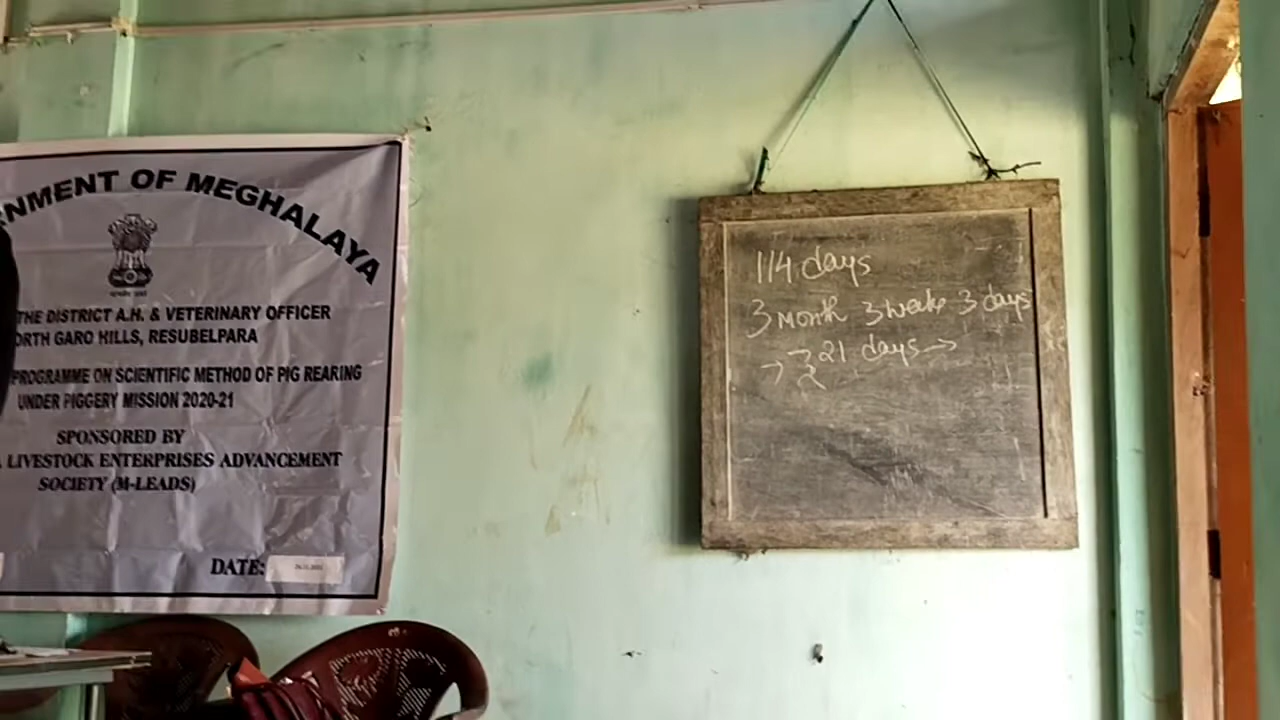 NMENT OF MEGHALAYA
THE DISTRICT A.H. & VETERINARY OFFICER
ORTH GARO HILLS, RESUBELPARA
PROGRAMME ON SCIENTIFIC METHOD OF PIG REARING
UNDER PIGGERY MISSION 2020-21
SPONSORED BY
LIVESTOCK ENTERPRISES ADVANCEMENT
SOCIETY (M-LEADS)
DATE:
114 days
3 month 3 weeks 3 days
→ 21 days →